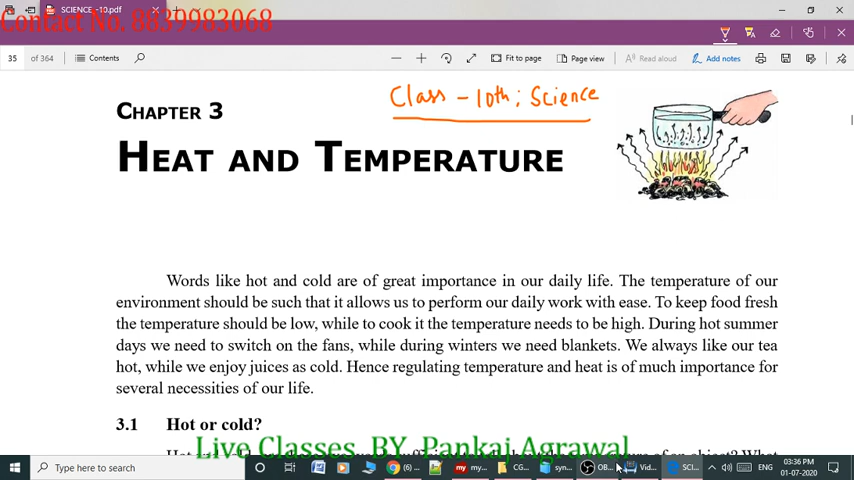 SCIENCE -10.pdf
Contact No. 8839983068
35 of 364
Contents
Fit to page
Page view
Read aloud
Add notes
CHAPTER 3
Class - 10th : Science
HEAT AND TEMPERATURE
Words like hot and cold are of great importance in our daily life. The temperature of our
environment should be such that it allows us to perform our daily work with ease. To keep food fresh
the temperature should be low, while to cook it the temperature needs to be high. During hot summer
days we need to switch on the fans, while during winters we need blankets. We always like our tea
hot, while we enjoy juices as cold. Hence regulating temperature and heat is of much importance for
several necessities of our life.
3.1 Hot or cold?
Live Classes BY Pankaj Agrawal
Type here to search
(6) ...
my...
CG...
syn...
OB...
Vid...
SCI...
ENG
03:36 PM
01-07-2020